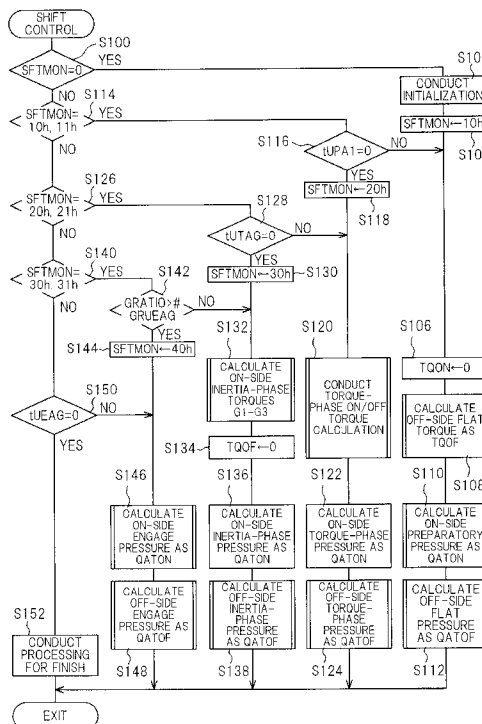 SHIFT
CONTROL
S100
SFTMON=0
YES
NO
S10
CONDUCT
INITIALIZATION
SFTMON←10h
S10
S114
SFTMON=
10h, 11h
YES
NO
S116
tUPA1=0
NO
YES
SFTMON←20h
S118
S126
SFTMON=
20h, 21h
YES
NO
S128
tUTAG=0
NO
YES
SFTMON←30h
S130
S140
SFTMON=
30h, 31h
YES
NO
S142
GRATIO>#
GRUEAG
NO
YES
S144
SFTMON←40h
S132
CALCULATE
ON-SIDE
INERTIA-PHASE
TORQUES
G1-G3
S134
TQOF←0
S120
CONDUCT
TORQUE-
PHASE ON/OFF
TORQUE
CALCULATION
S106
TQON←0
CALCULATE
OFF-SIDE FLAT
TORQUE AS
TQOF
S108
S150
tUEAG=0
NO
YES
S146
CALCULATE
ON-SIDE
ENGAGE
PRESSURE AS
QATON
S136
CALCULATE
ON-SIDE
INERTIA-PHASE
PRESSURE AS
QATON
S122
CALCULATE
ON-SIDE
TORQUE-PHASE
PRESSURE AS
QATON
S110
CALCULATE
ON-SIDE
PREPARATORY
PRESSURE AS
QATON
CALCULATE
OFF-SIDE
ENGAGE
PRESSURE AS
QATOF
S148
CALCULATE
OFF-SIDE
INERTIA-
PHASE
PRESSURE
AS QATOF
S138
CALCULATE
OFF-SIDE
TORQUE-
PHASE
PRESSURE
AS QATOF
S124
CALCULATE
OFF-SIDE
FLAT
PRESSURE
AS QATOF
S112
S152
CONDUCT
PROCESSING
FOR FINISH
EXIT